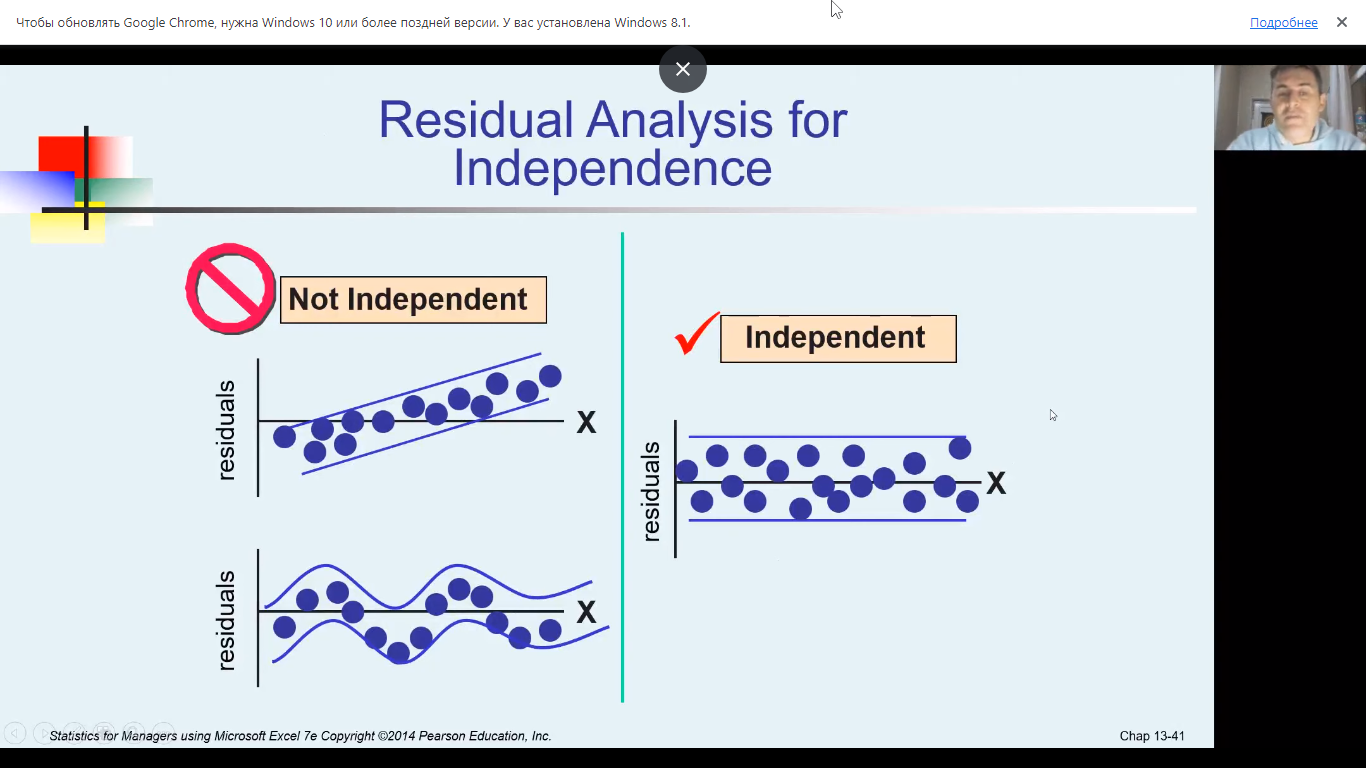 Чтобы обновлять Google Chrome, нужна Windows 10 или более поздней версии. У вас установлена Windows 8.1.
Подробнее
Residual Analysis for
Independence
Not Independent
residuals
X
residuals
X
Independent
residuals
X
Statistics for Managers using Microsoft Excel 7e Copyright ©2014 Pearson Education, Inc.
Chap 13-41